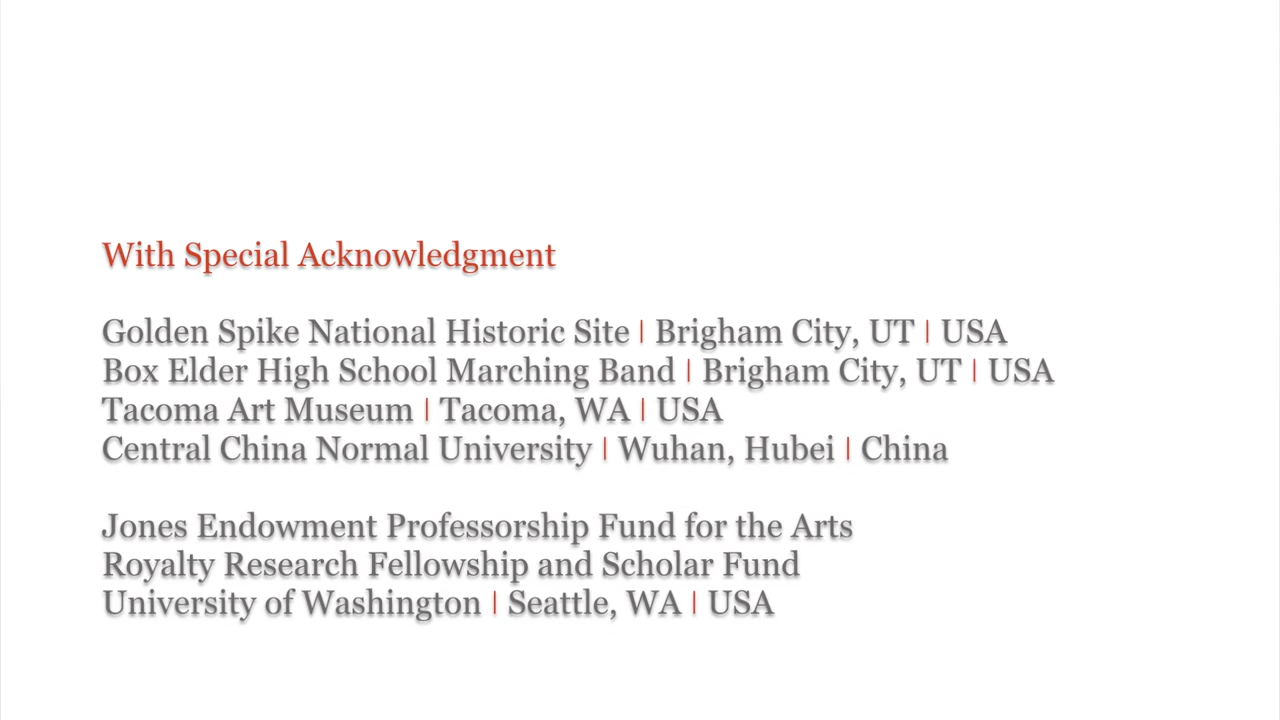 With Special Acknowledgment
Golden Spike National Historic Site | Brigham City, UT | USA
Box Elder High School Marching Band | Brigham City, UT | USA
Tacoma Art Museum | Tacoma, WA | USA
Central China Normal University | Wuhan, Hubei | China
Jones Endowment Professorship Fund for the Arts
Royalty Research Fellowship and Scholar Fund
University of Washington | Seattle, WA | USA